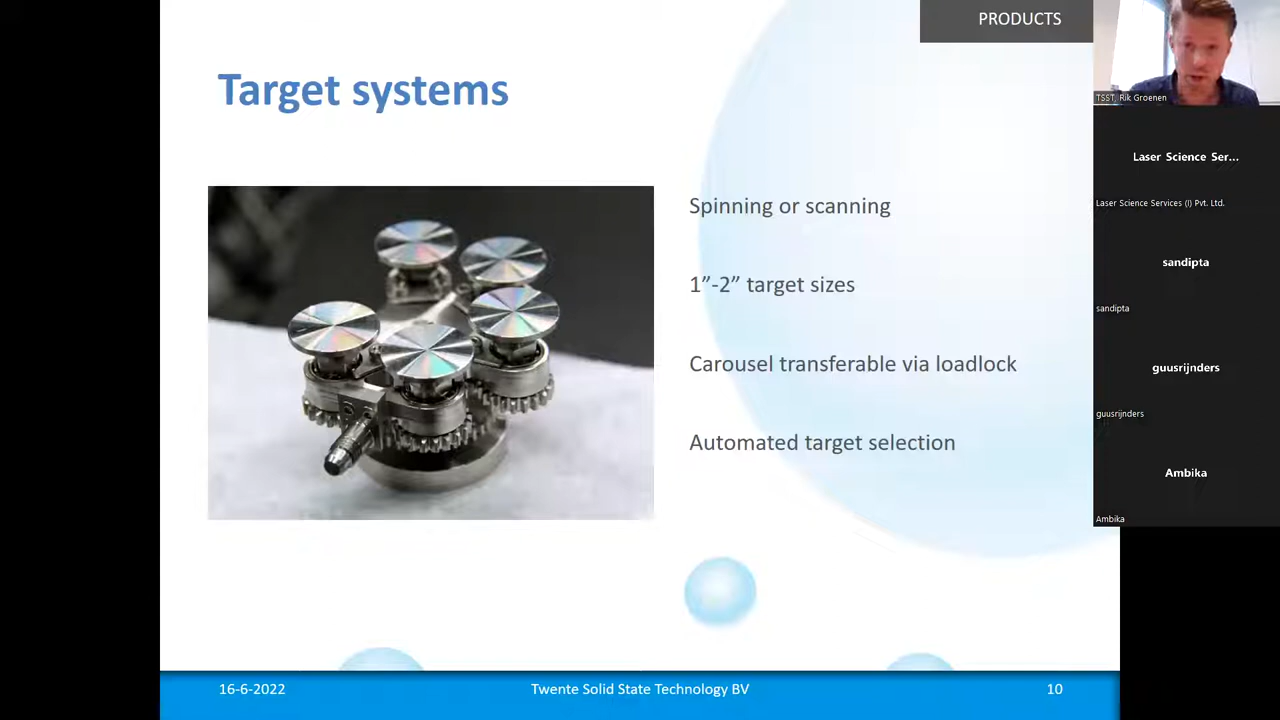 PRODUCTS
Target systems
Spinning or scanning
1”-2” target sizes
Carousel transferable via loadlock
Automated target selection
16-6-2022
Twente Solid State Technology BV
10
TSST, Rik Groenen
Laser Science Ser...
Laser Science Services (I) Pvt. Ltd.
sandipta
sandipta
guusrijnders
guusrijnders
Ambika
Ambika